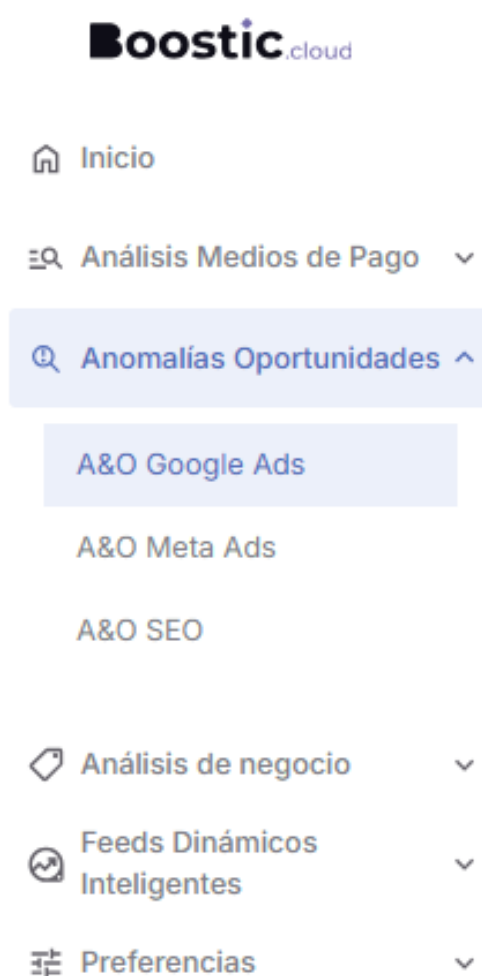 Boostic.cloud
Inicio
Análisis Medios de Pago
Anomalías Oportunidades
A&O Google Ads
A&O Meta Ads
A&O SEO
Análisis de negocio
Feeds Dinámicos
Inteligentes
Preferencias